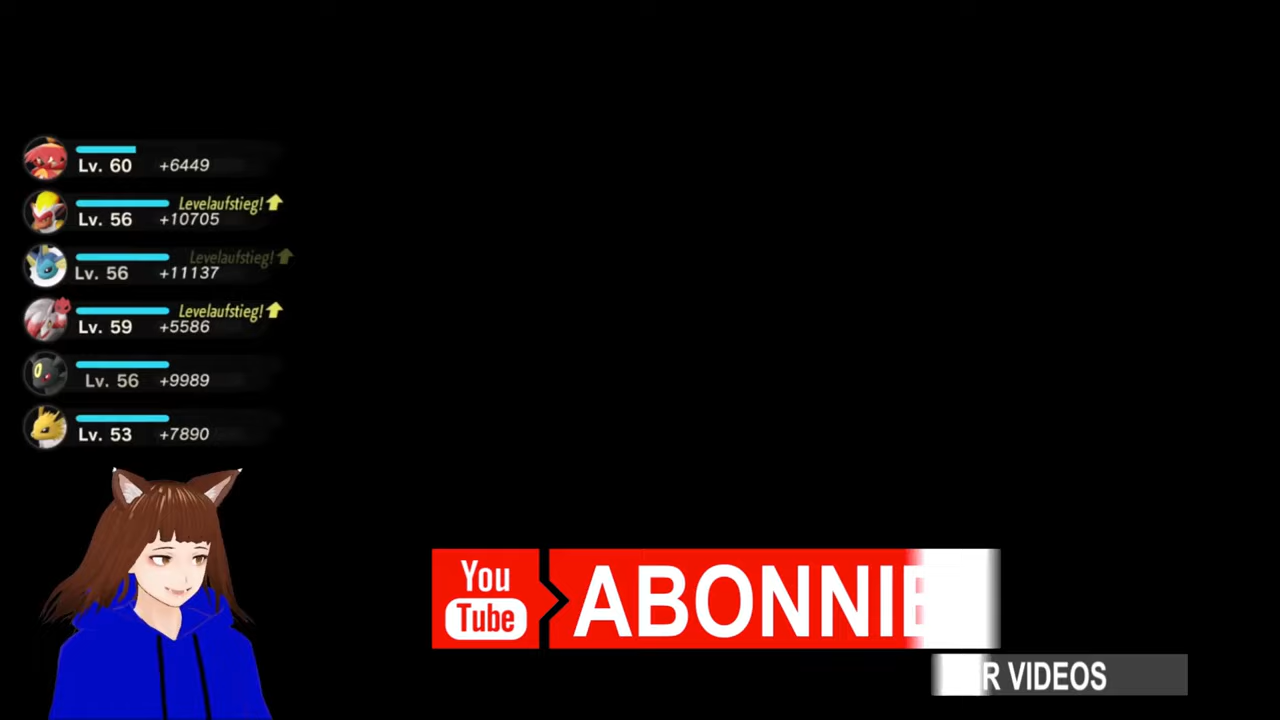 Lv. 60 +6449
Levelaufstieg!
Lv. 56 +10705
Levelaufstieg!
Lv. 56 +11137
Levelaufstieg!
Lv. 59 +5586
Lv. 56 +9989
Lv. 53 +7890
You
Tube
ABONNIE
R VIDEOS